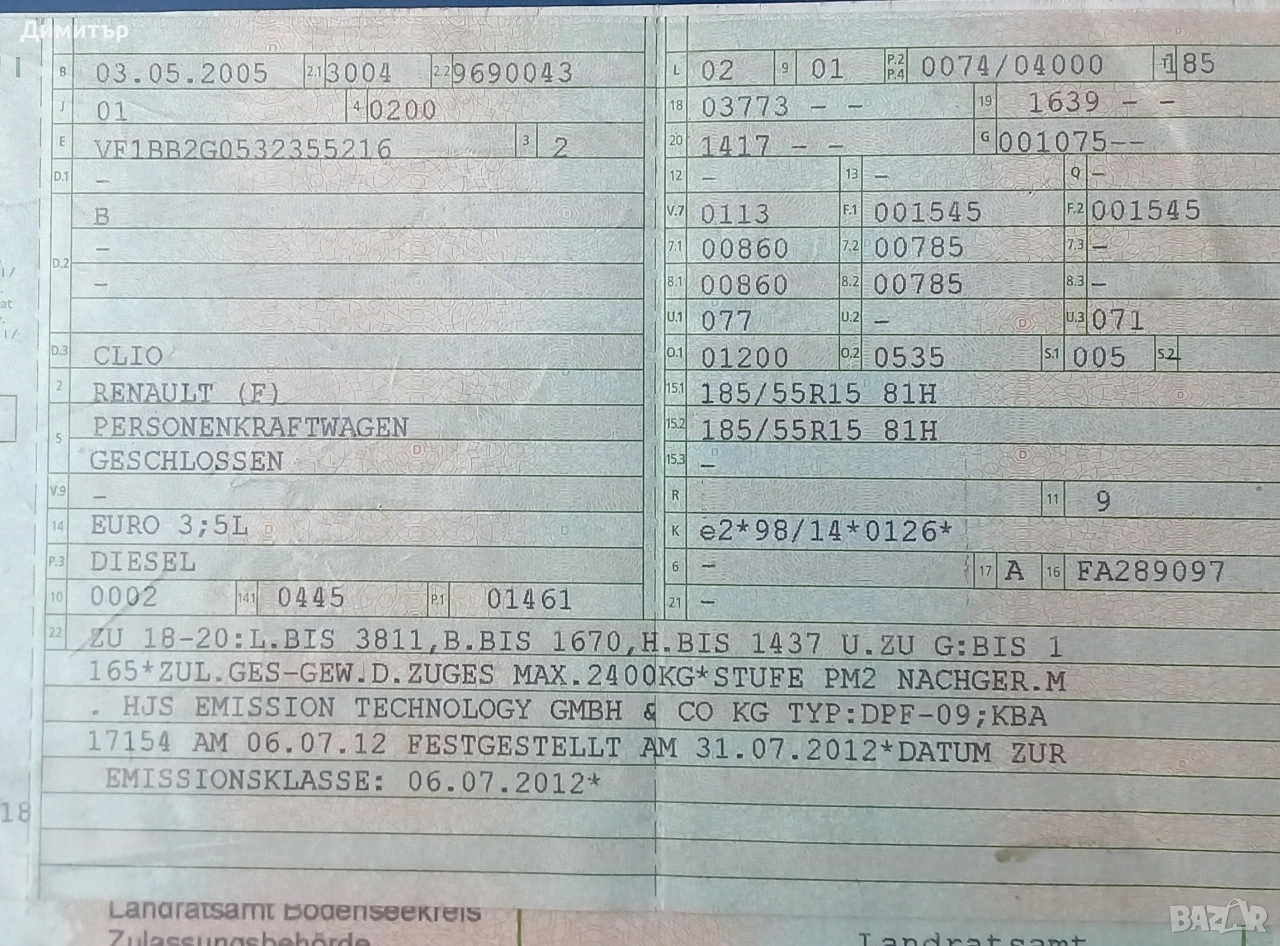 Димитър
B 03.05.2005 2.1 3004 2.2 9690043
J 01 4 0200
E VF1BB2G0532355216 3 2
D.1 –
D.2 B
–
–
D.3 CLIO
2 RENAULT (F)
5 PERSONENKRAFTWAGEN
GESCHLOSSEN
V.9 –
14 EURO 3;5L
P.3 DIESEL
10 0002 14.1 0445 P.1 01461
L 02 9 01 P.2 P.4 0074/04000 T 185
18 03773 – – 19 1639 – –
20 1417 – – G 001075––
12 – 13 – Q –
V.7 0113 F.1 001545 F.2 001545
7.1 00860 7.2 00785 7.3 –
8.1 00860 8.2 00785 8.3 –
U.1 077 U.2 – U.3 071
O.1 01200 O.2 0535 S.1 005 S.2 –
15.1 185/55R15 81H
15.2 185/55R15 81H
15.3 –
R 11 9
K e2*98/14*0126*
6 – 17 A 16 FA289097
21 –
22 ZU 18-20:L.BIS 3811,B.BIS 1670,H.BIS 1437 U.ZU G:BIS 1
165*ZUL.GES-GEW.D.ZUGES MAX.2400KG*STUFE PM2 NACHGER.M
. HJS EMISSION TECHNOLOGY GMBH & CO KG TYP:DPF-09;KBA
17154 AM 06.07.12 FESTGESTELLT AM 31.07.2012*DATUM ZUR
EMISSIONSKLASSE: 06.07.2012*
18
Landratsamt Bodenseekreis
Zulassungsbehörde
Landratsamt
BAZAR